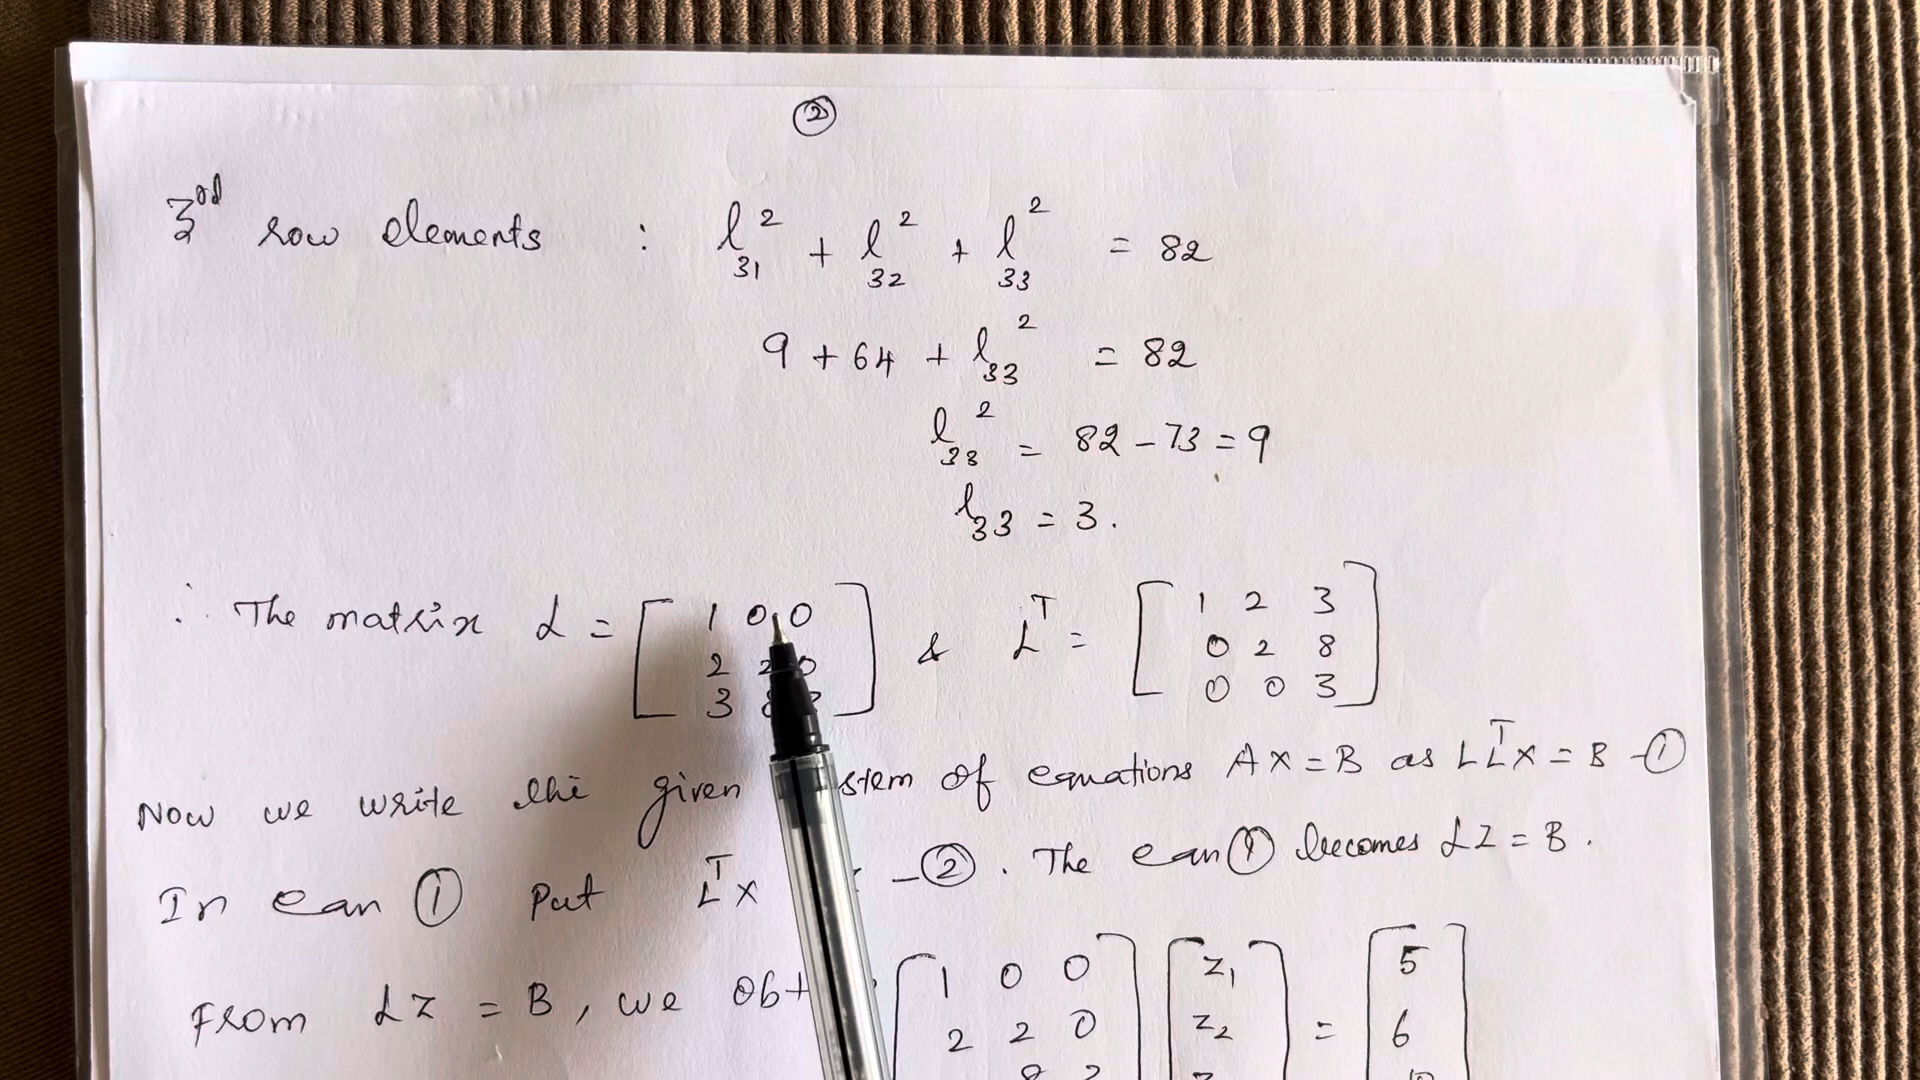 ②
3rd row elements : l₃₁² + l₃₂² + l₃₃² = 82
9 + 64 + l₃₃² = 82
l₃₃² = 82 - 73 = 9
l₃₃ = 3.
∴ The matrix L = [ 1 0 0 & Lᵀ = [ 1 2 3
2 2 0 0 2 8
3 8 0 0 3 ]
Now we write the given of equations AX = B as LLᵀX = B - ①
In eqn ① Put LᵀX - ② . The eqn ① becomes LZ = B .
From LZ = B , we [ 1 0 0 ] [ z₁ ] = [ 5 ]
2 2 0 z₂ 6
8